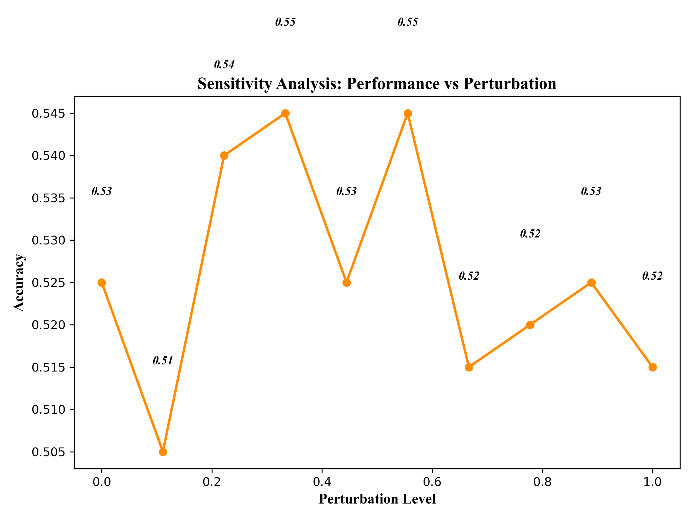 0.55 0.55
0.54
Sensitivity Analysis: Performance vs Perturbation
0.545
0.540
0.535
0.530
0.525
0.520
0.515
0.510
0.505
Accuracy
0.53 0.53 0.53
0.52
0.52 0.52
0.51
0.0 0.2 0.4 0.6 0.8 1.0
Perturbation Level